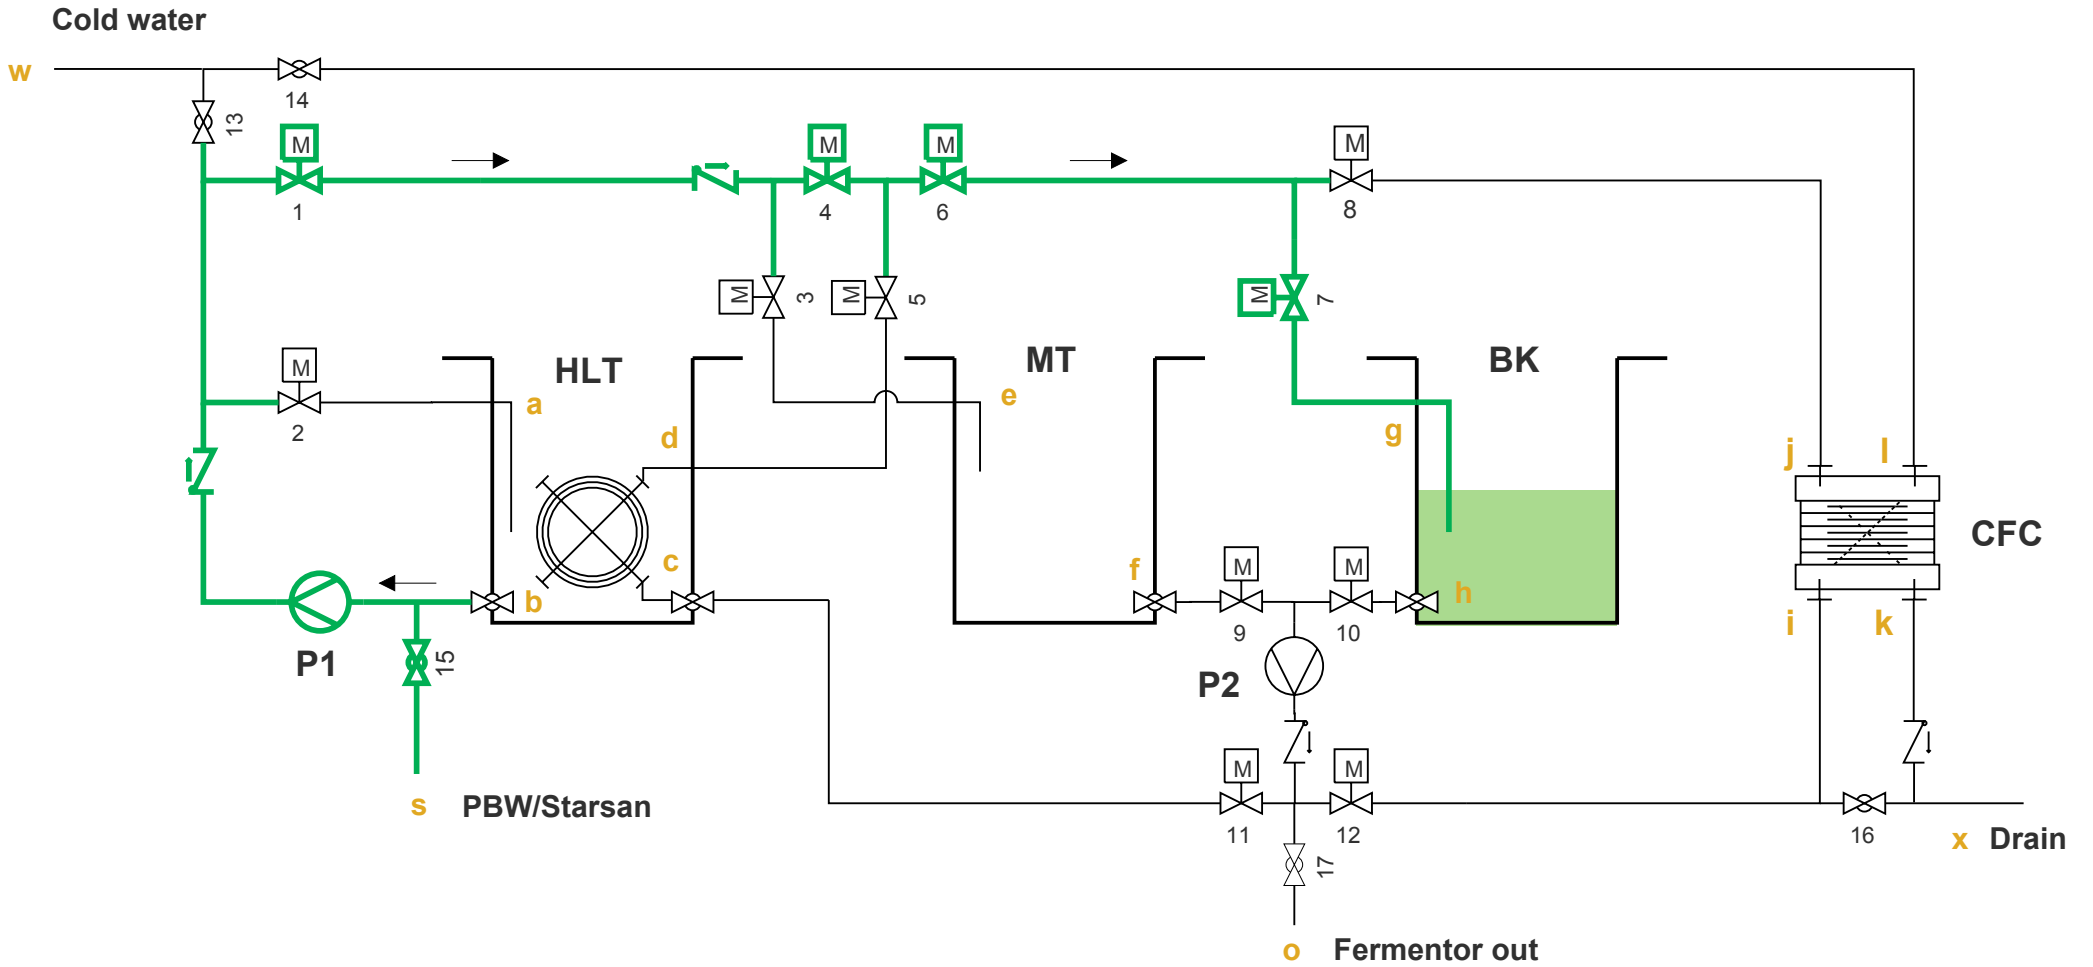 Cold water
w
14
13
M
M
M
M
1
4
6
8
M
M
M
3
5
7
M
HLT
MT
BK
2
a
e
d
g
j
l
CFC
c
f
M
M
b
h
9
10
i
k
P1
15
P2
M
M
s
PBW/Starsan
11
12
16
17
x
Drain
o
Fermentor out